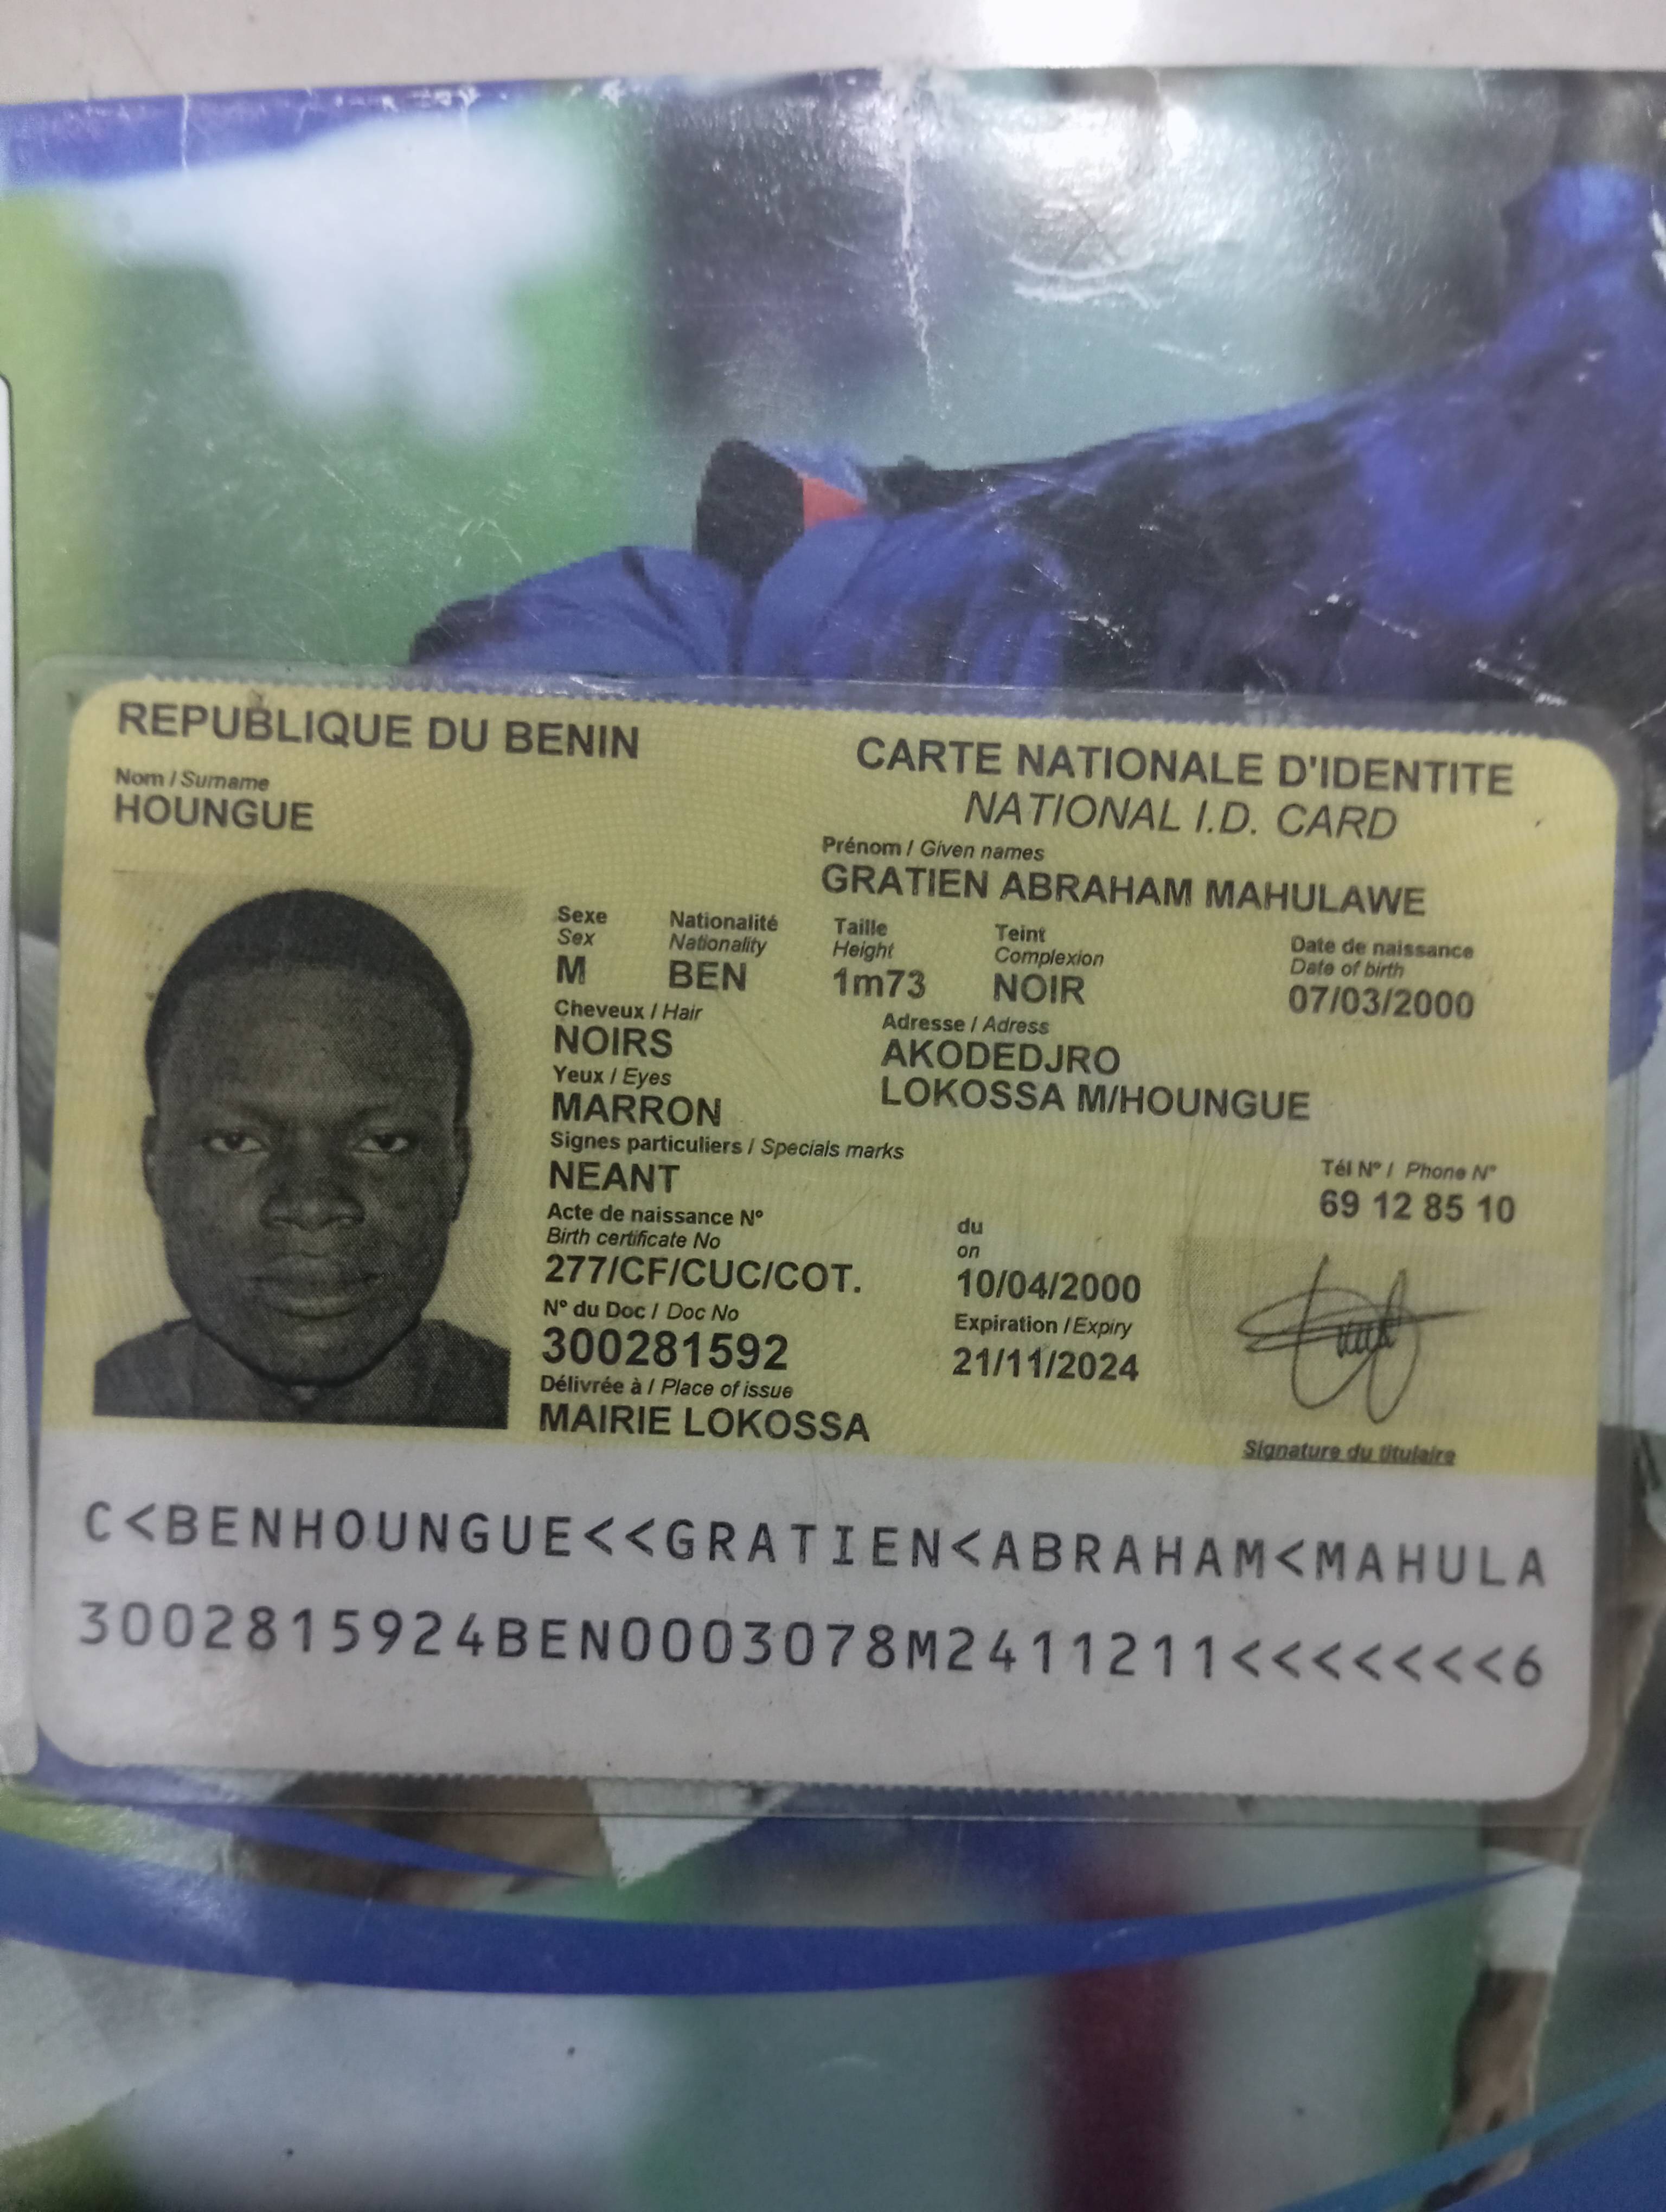 REPUBLIQUE DU BENIN
CARTE NATIONALE D'IDENTITE
NATIONAL I.D. CARD
Nom / Surname
HOUNGUE
Prénom / Given names
GRATIEN ABRAHAM MAHULAWE
Sexe Nationalité Taille Teint Date de naissance
Sex Nationality Height Complexion Date of birth
M BEN 1m73 NOIR 07/03/2000
Cheveux / Hair
NOIRS
Adresse / Adress
AKODEDJRO
LOKOSSA M/HOUNGUE
Yeux / Eyes
MARRON
Signes particuliers / Specials marks
NEANT
Tél N° / Phone N°
69 12 85 10
Acte de naissance N° du
Birth certificate No on
277/CF/CUC/COT. 10/04/2000
N° du Doc / Doc No Expiration / Expiry
300281592 21/11/2024
Délivrée à / Place of issue
MAIRIE LOKOSSA
Signature du titulaire
C<BENHOUNGUE<<GRATIEN<ABRAHAM<MAHULA
3002815924BEN0003078M2411211<<<<<<<6